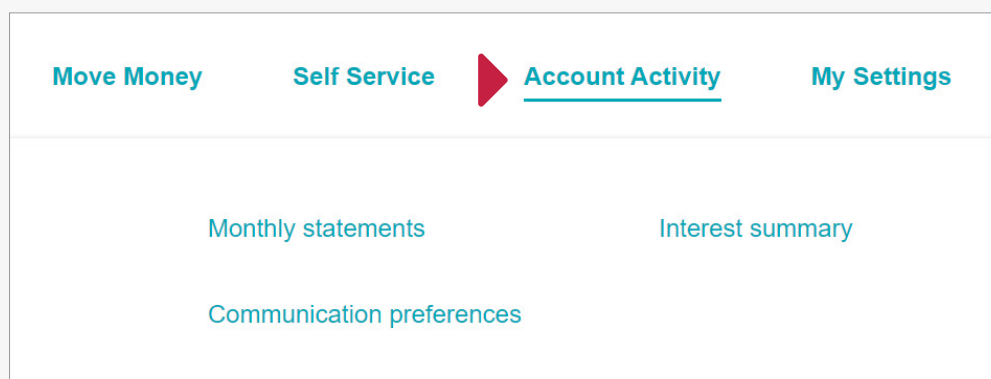 Move Money Self Service Account Activity My Settings
Monthly statements Interest summary
Communication preferences